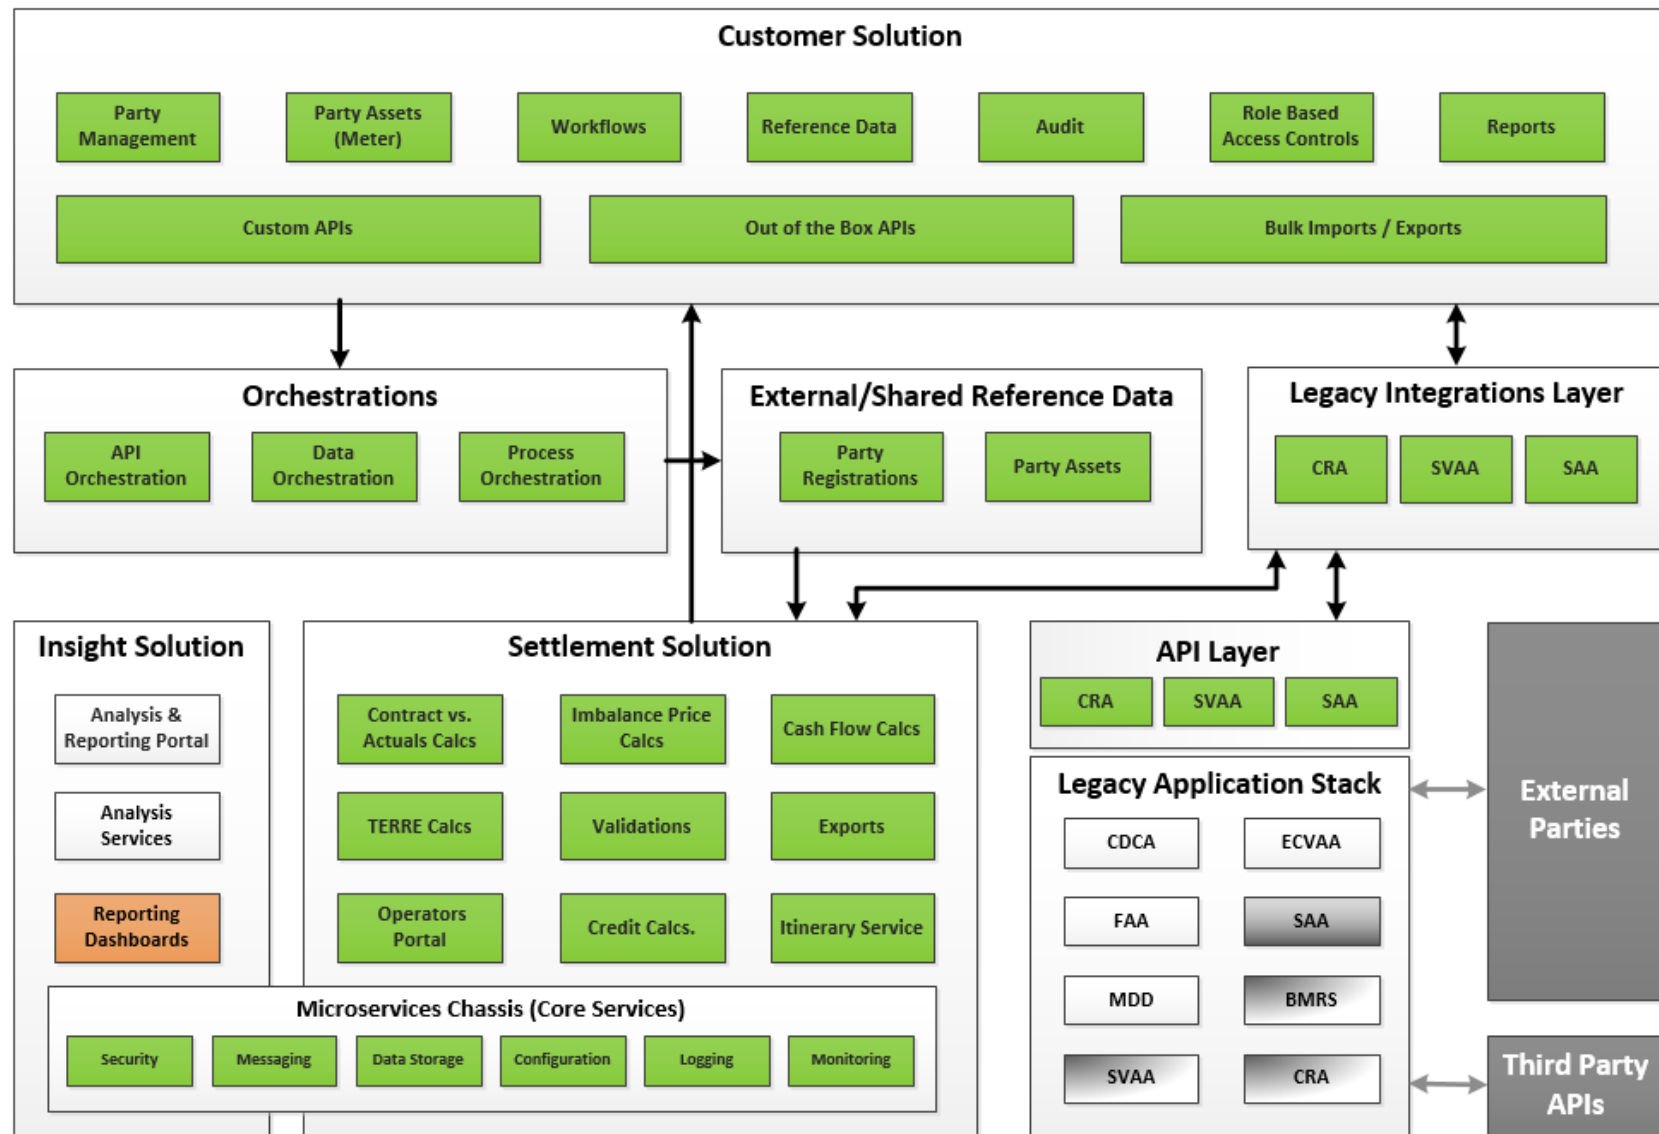 Customer Solution
Party
Management
Party Assets
(Meter)
Workflows
Reference Data
Audit
Role Based
Access Controls
Reports
Custom APIs
Out of the Box APIs
Bulk Imports / Exports
Orchestrations
API
Orchestration
Data
Orchestration
Process
Orchestration
External/Shared Reference Data
Party
Registrations
Party Assets
Legacy Integrations Layer
CRA
SVAA
SAA
Insight Solution
Analysis &
Reporting Portal
Analysis
Services
Reporting
Dashboards
Settlement Solution
Contract vs.
Actuals Calcs
Imbalance Price
Calcs
Cash Flow Calcs
TERRE Calcs
Validations
Exports
Operators
Portal
Credit Calcs.
Itinerary Service
Microservices Chassis (Core Services)
Security
Messaging
Data Storage
Configuration
Logging
Monitoring
API Layer
CRA
SVAA
SAA
Legacy Application Stack
CDCA
ECVAA
FAA
SAA
MDD
BMRS
SVAA
CRA
External
Parties
Third Party
APIs